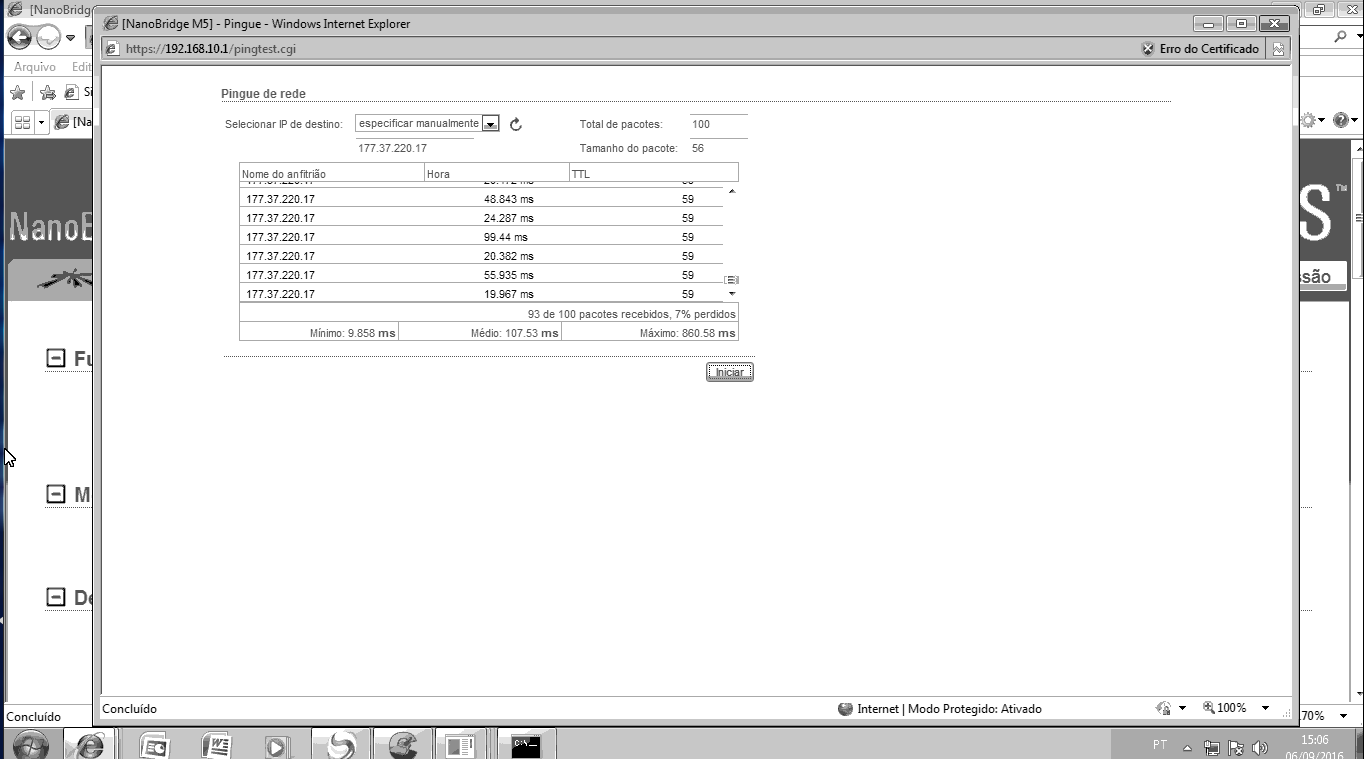 [NanoBridg
[NanoBridge M5] - Pingue - Windows Internet Explorer
https://192.168.10.1/pingtest.cgi
Erro do Certificado
Arquivo Edit
Si
[Na
Pingue de rede
Selecionar IP de destino: especificar manualmente
Total de pacotes: 100
177.37.220.17
Tamanho do pacote: 56
Nome do anfitrião Hora TTL
177.37.220.17 48.843 ms 59
177.37.220.17 24.287 ms 59
177.37.220.17 99.44 ms 59
177.37.220.17 20.382 ms 59
177.37.220.17 55.935 ms 59
177.37.220.17 19.967 ms 59
93 de 100 pacotes recebidos, 7% perdidos
Mínimo: 9.858 ms Médio: 107.53 ms Máximo: 860.58 ms
Iniciar
NanoB
S™
ssão
Fu
M
De
Concluído
Internet | Modo Protegido: Ativado
100%
Concluído
70%
C:\_
PT
15:06
06/09/2016